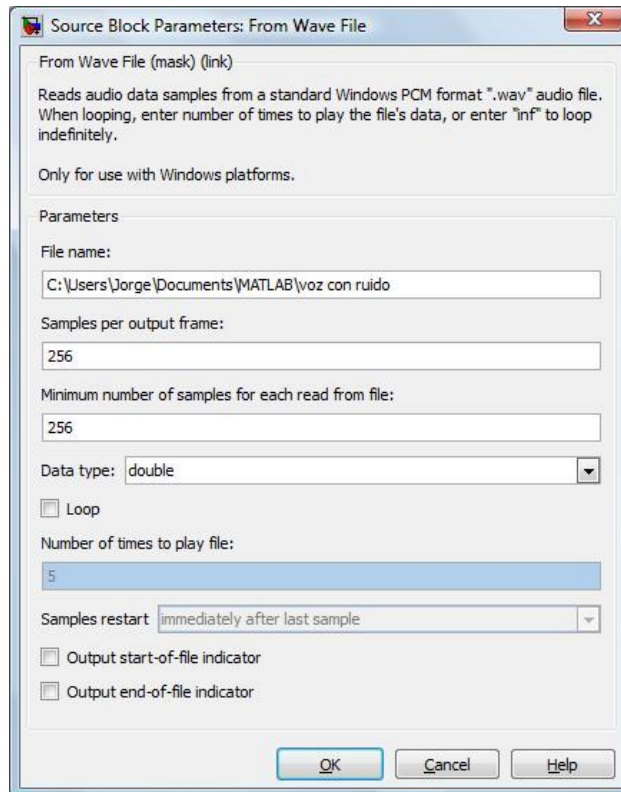 Source Block Parameters: From Wave File
From Wave File (mask) (link)
Reads audio data samples from a standard Windows PCM format ".wav" audio file.
When looping, enter number of times to play the file's data, or enter "inf" to loop
indefinitely.
Only for use with Windows platforms.
Parameters
File name:
C:\Users\Jorge\Documents\MATLAB\voz con ruido
Samples per output frame:
256
Minimum number of samples for each read from file:
256
Data type: double
Loop
Number of times to play file:
5
Samples restart immediately after last sample
Output start-of-file indicator
Output end-of-file indicator
OK Cancel Help